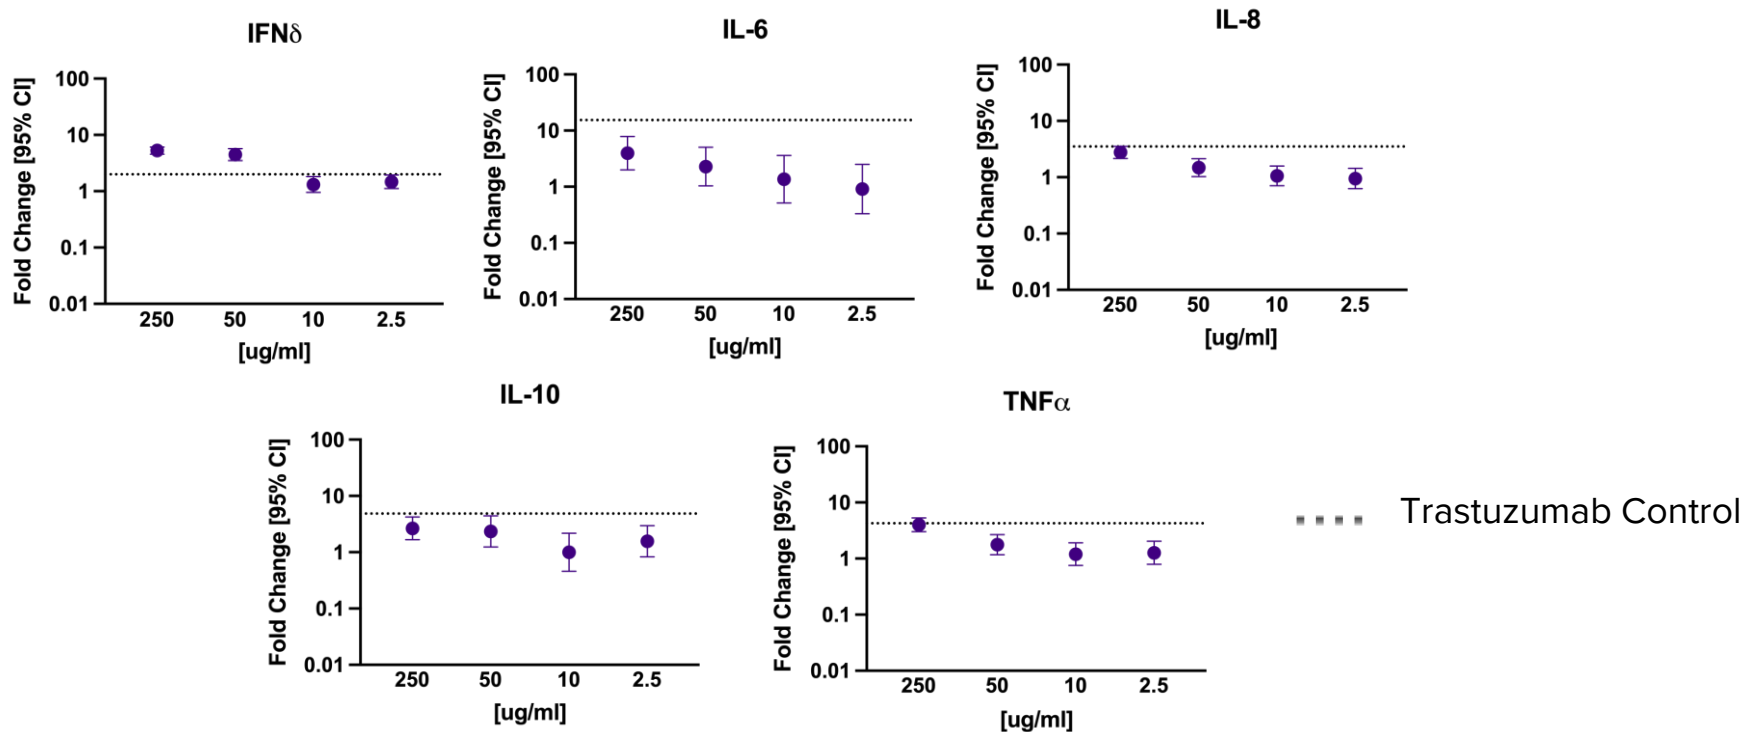 IFNδ
Fold Change [95% CI]
100
10
1
0.1
0.01
250 50 10 2.5
[ug/ml]
IL-6
Fold Change [95% CI]
100
10
1
0.1
0.01
250 50 10 2.5
[ug/ml]
IL-8
Fold Change [95% CI]
100
10
1
0.1
0.01
250 50 10 2.5
[ug/ml]
IL-10
Fold Change [95% CI]
100
10
1
0.1
0.01
250 50 10 2.5
[ug/ml]
TNFα
Fold Change [95% CI]
100
10
1
0.1
0.01
250 50 10 2.5
[ug/ml]
Trastuzumab Control